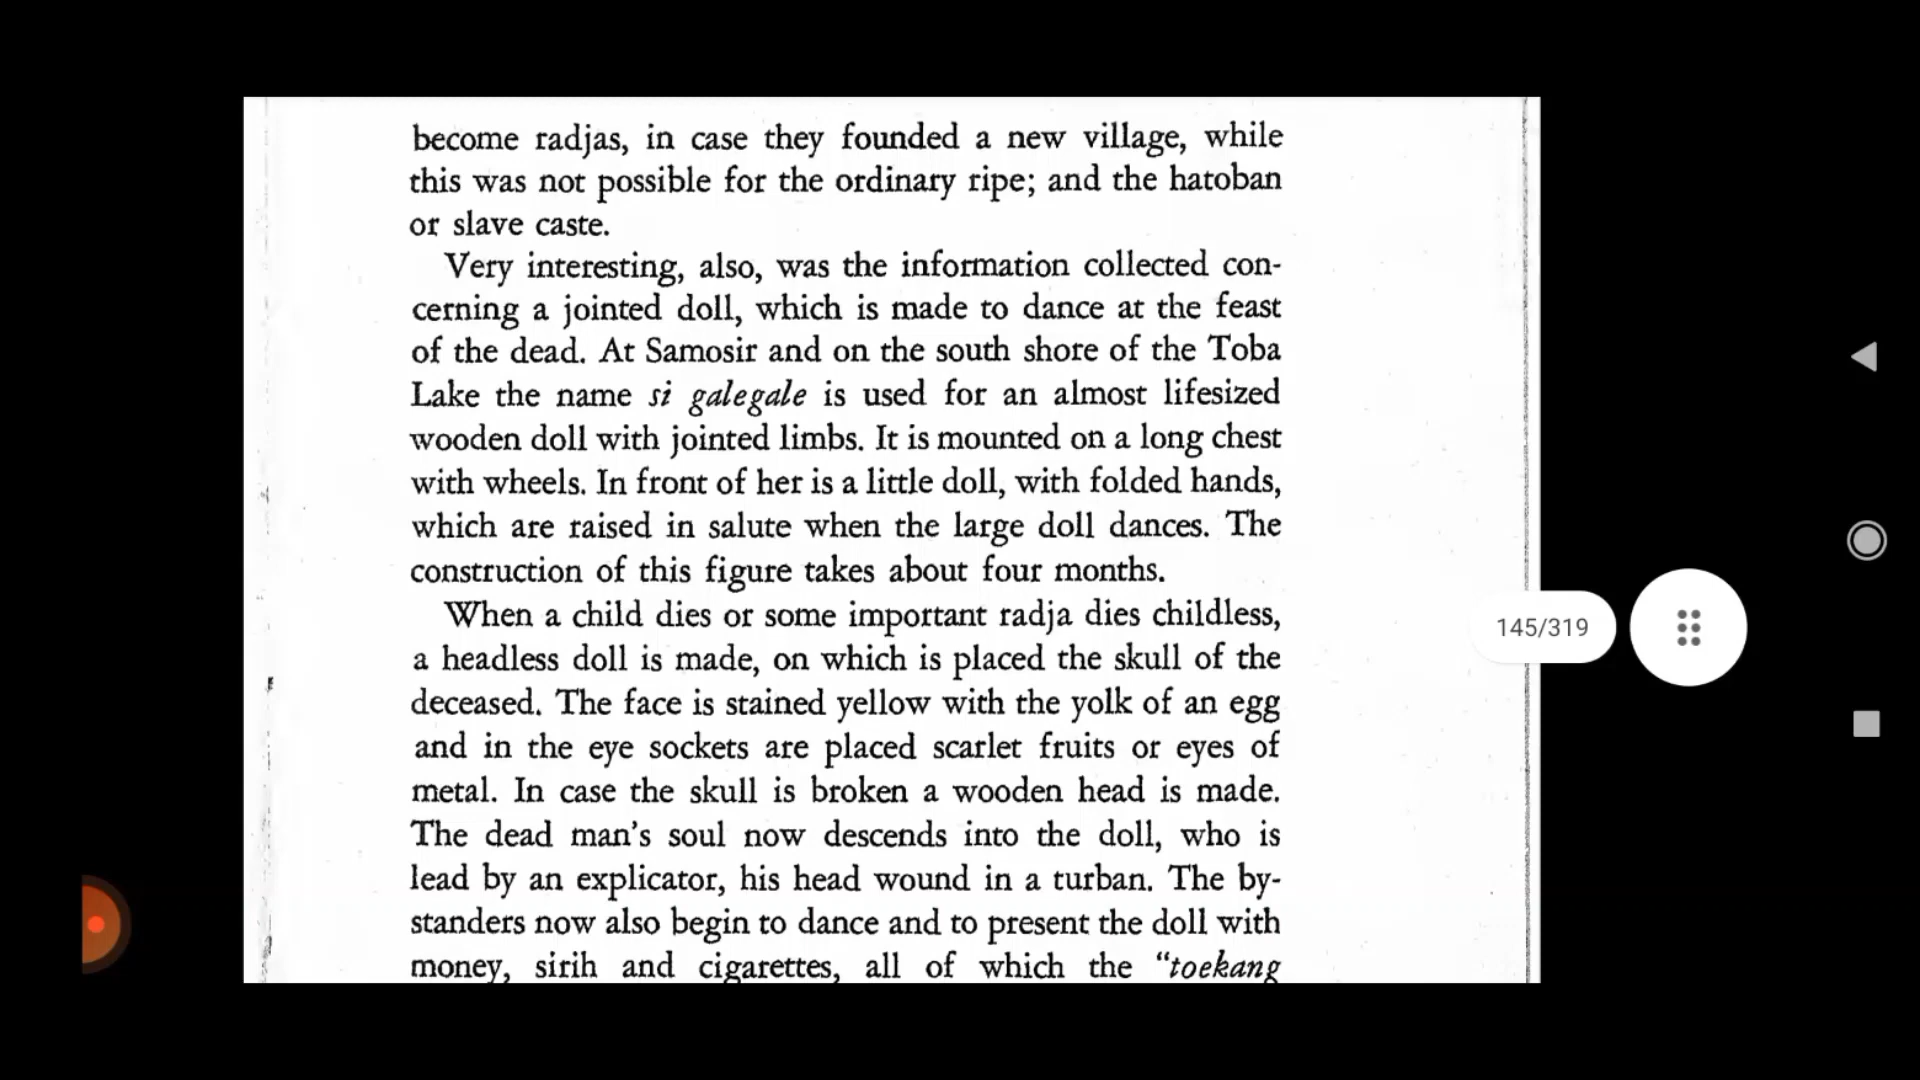 become radjas, in case they founded a new village, while
this was not possible for the ordinary ripe; and the hatoban
or slave caste.
Very interesting, also, was the information collected con-
cerning a jointed doll, which is made to dance at the feast
of the dead. At Samosir and on the south shore of the Toba
Lake the name si galegale is used for an almost lifesized
wooden doll with jointed limbs. It is mounted on a long chest
with wheels. In front of her is a little doll, with folded hands,
which are raised in salute when the large doll dances. The
construction of this figure takes about four months.
When a child dies or some important radja dies childless,
a headless doll is made, on which is placed the skull of the
deceased. The face is stained yellow with the yolk of an egg
and in the eye sockets are placed scarlet fruits or eyes of
metal. In case the skull is broken a wooden head is made.
The dead man's soul now descends into the doll, who is
lead by an explicator, his head wound in a turban. The by-
standers now also begin to dance and to present the doll with
money, sirih and cigarettes, all of which the "toekang
145/319